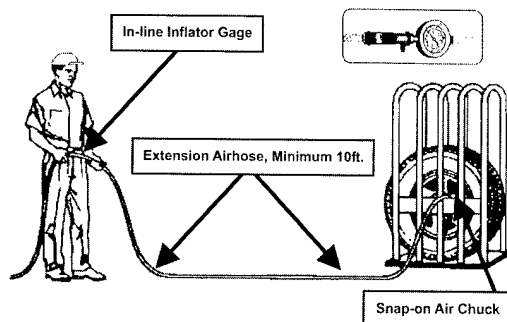 In-line Inflator Gage
Extension Airhose, Minimum 10ft.
Snap-on Air Chuck